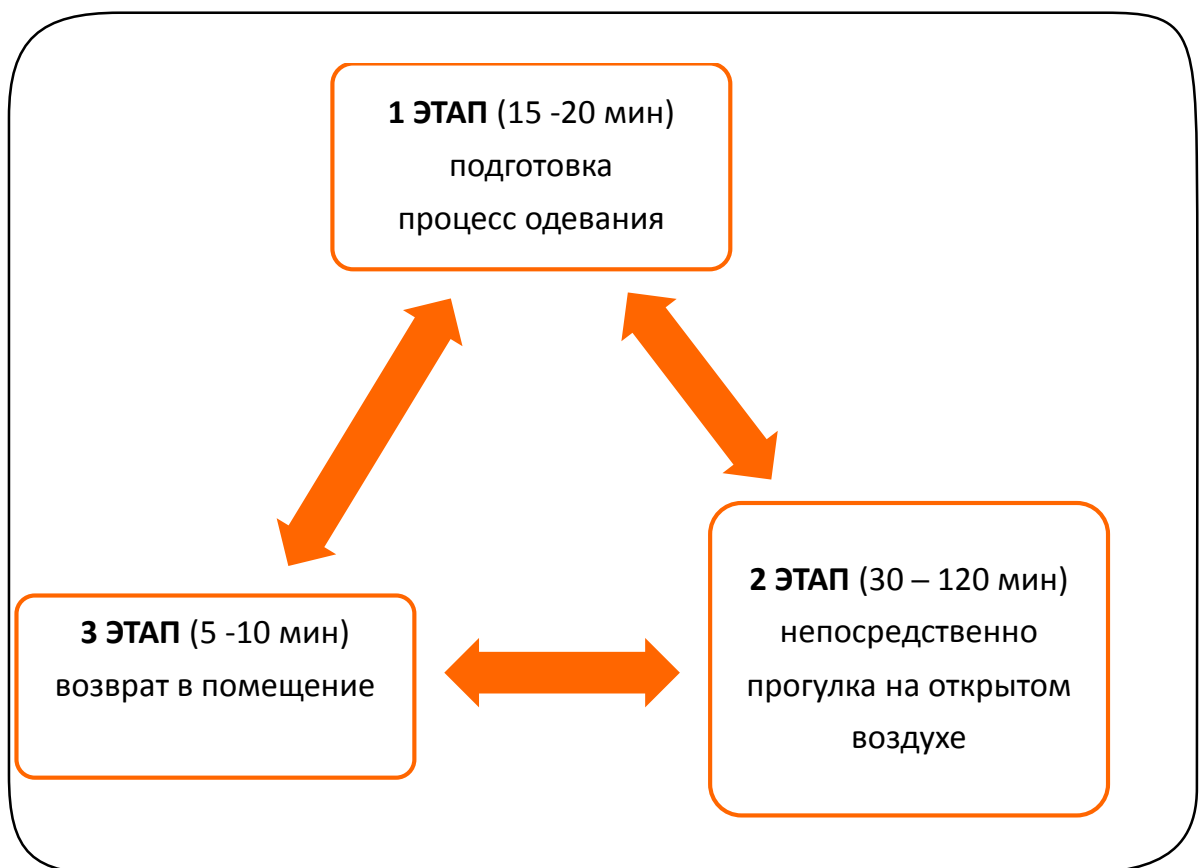 1 ЭТАП (15 -20 мин)
подготовка
процесс одевания
2 ЭТАП (30 – 120 мин)
непосредственно
прогулка на открытом
воздухе
3 ЭТАП (5 -10 мин)
возврат в помещение